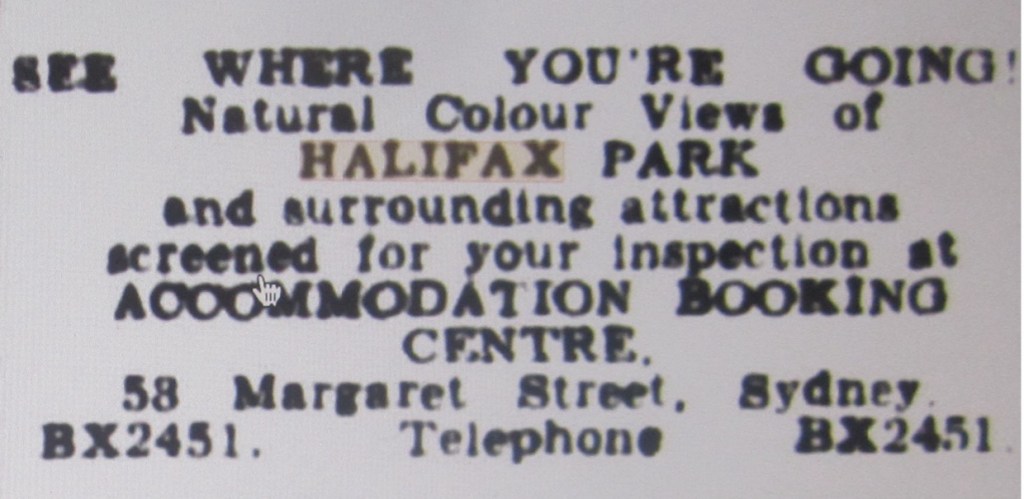 SEE WHERE YOU'RE GOING!
Natural Colour Views of
HALIFAX PARK
and surrounding attractions
screened for your inspection at
ACCOMMODATION BOOKING
CENTRE.
58 Margaret Street, Sydney.
BX2451. Telephone BX2451.